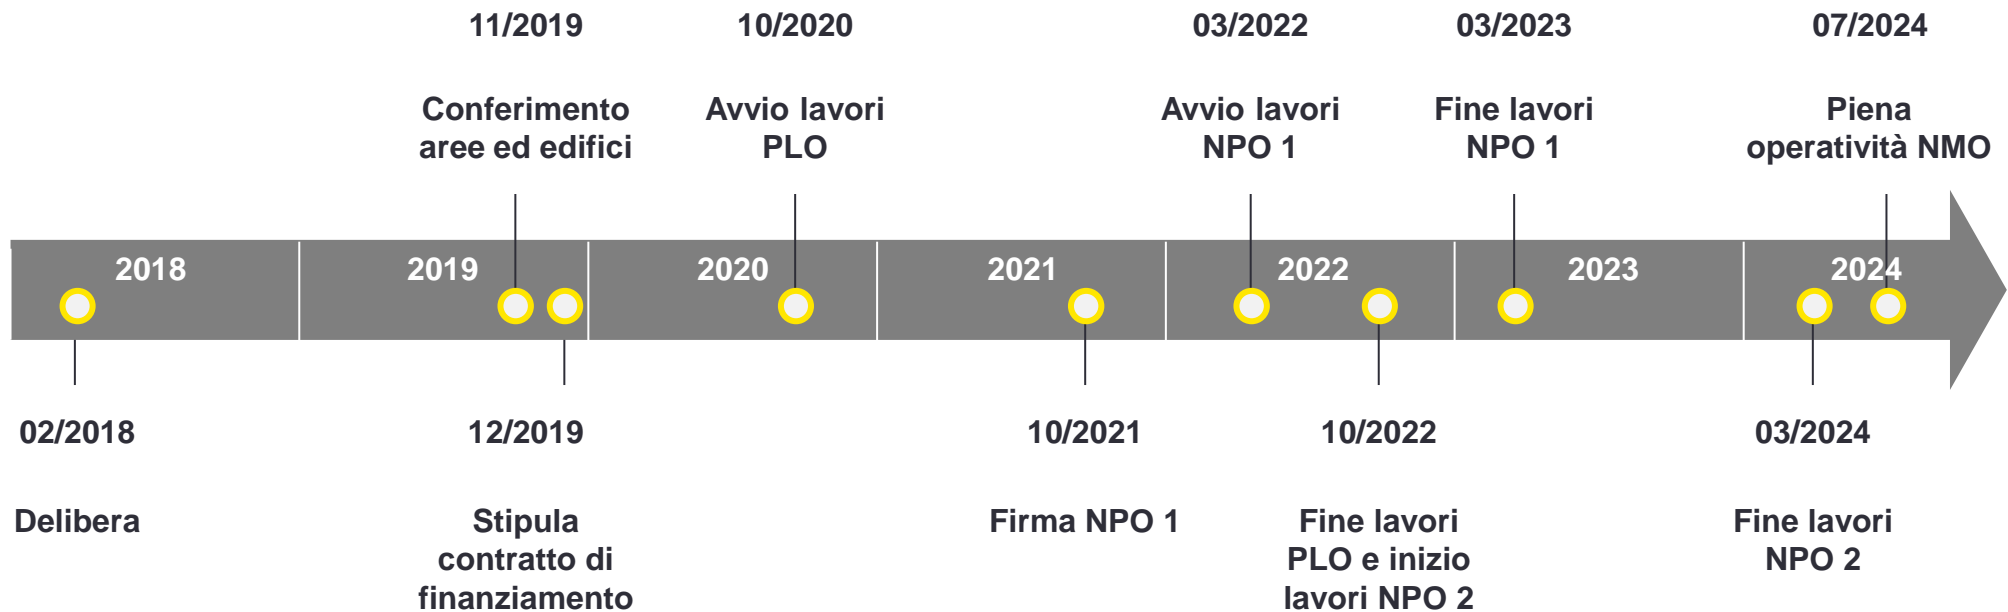 11/2019
10/2020
03/2022
03/2023
07/2024
Conferimento
aree ed edifici
Avvio lavori
PLO
Avvio lavori
NPO 1
Fine lavori
NPO 1
Piena
operatività NMO
2018
2019
2020
2021
2022
2023
2024
02/2018
12/2019
10/2021
10/2022
03/2024
Delibera
Stipula
contratto di
finanziamento
Firma NPO 1
Fine lavori
PLO e inizio
lavori NPO 2
Fine lavori
NPO 2